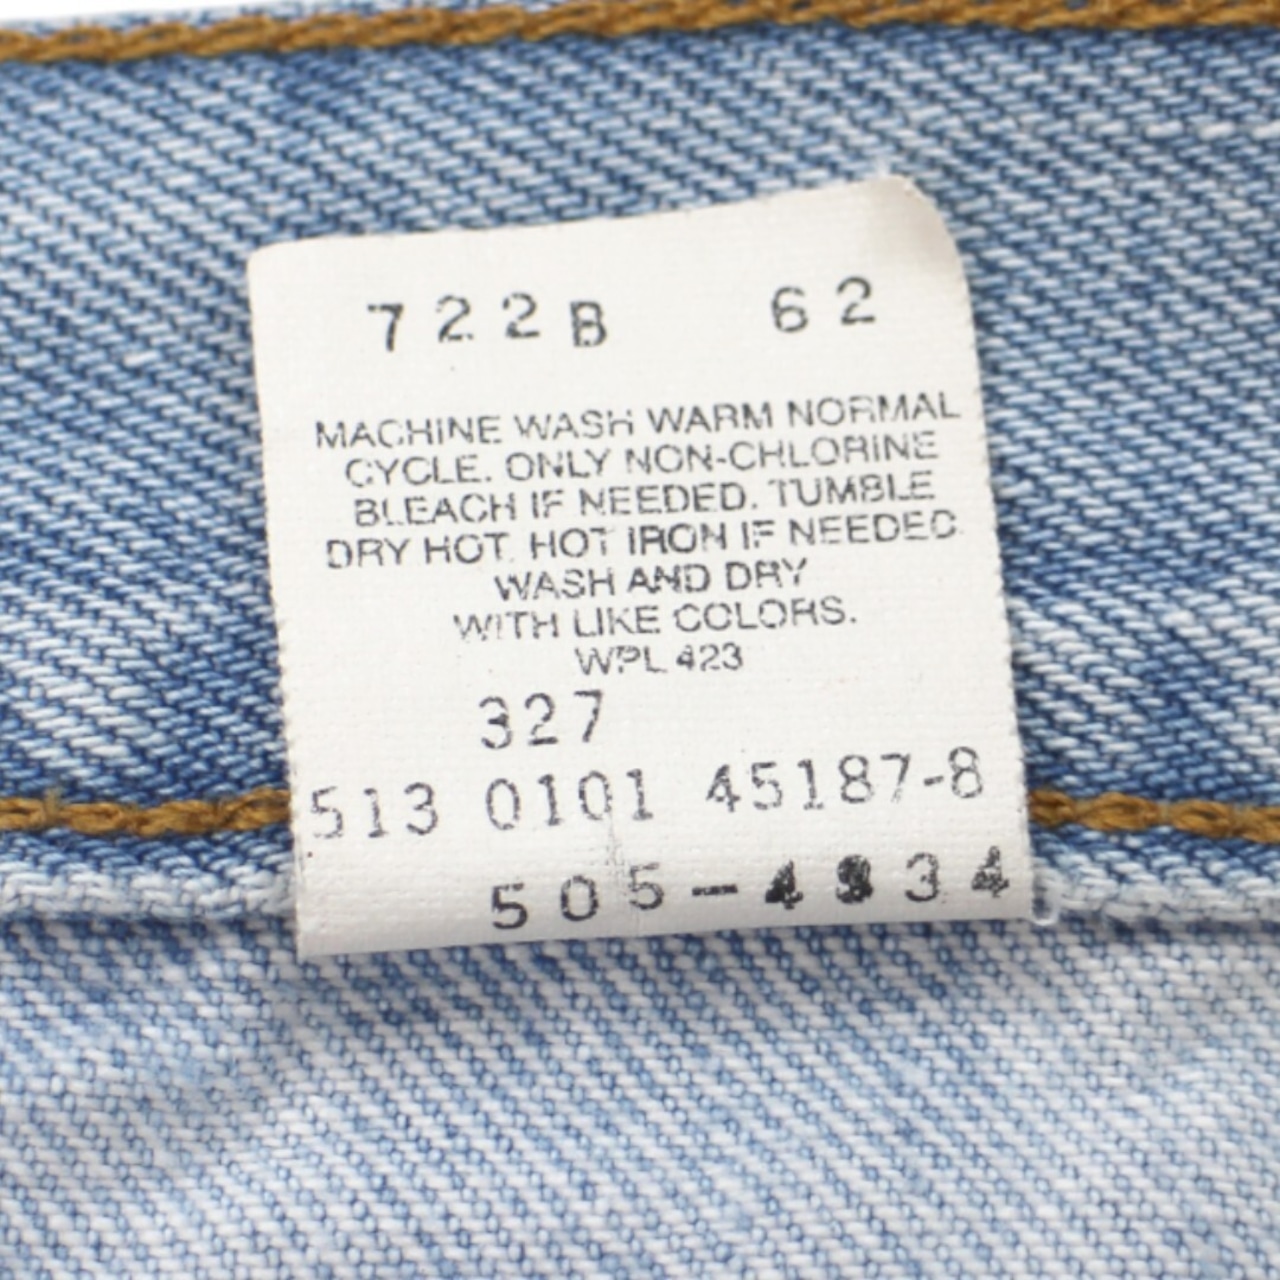 722B 62
MACHINE WASH WARM NORMAL
CYCLE. ONLY NON-CHLORINE
BLEACH IF NEEDED. TUMBLE
DRY HOT. HOT IRON IF NEEDED.
WASH AND DRY
WITH LIKE COLORS.
WPL 423
327
513 0101 45187-8